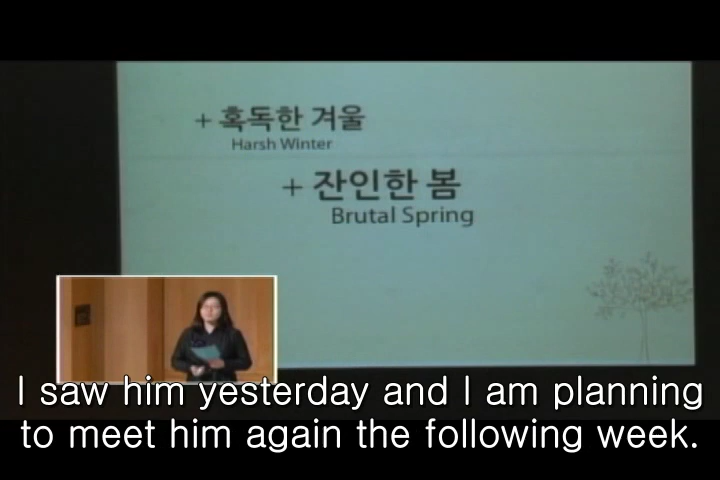 + 혹독한 겨울
Harsh Winter
+ 잔인한 봄
Brutal Spring
I saw him yesterday and I am planning
to meet him again the following week.